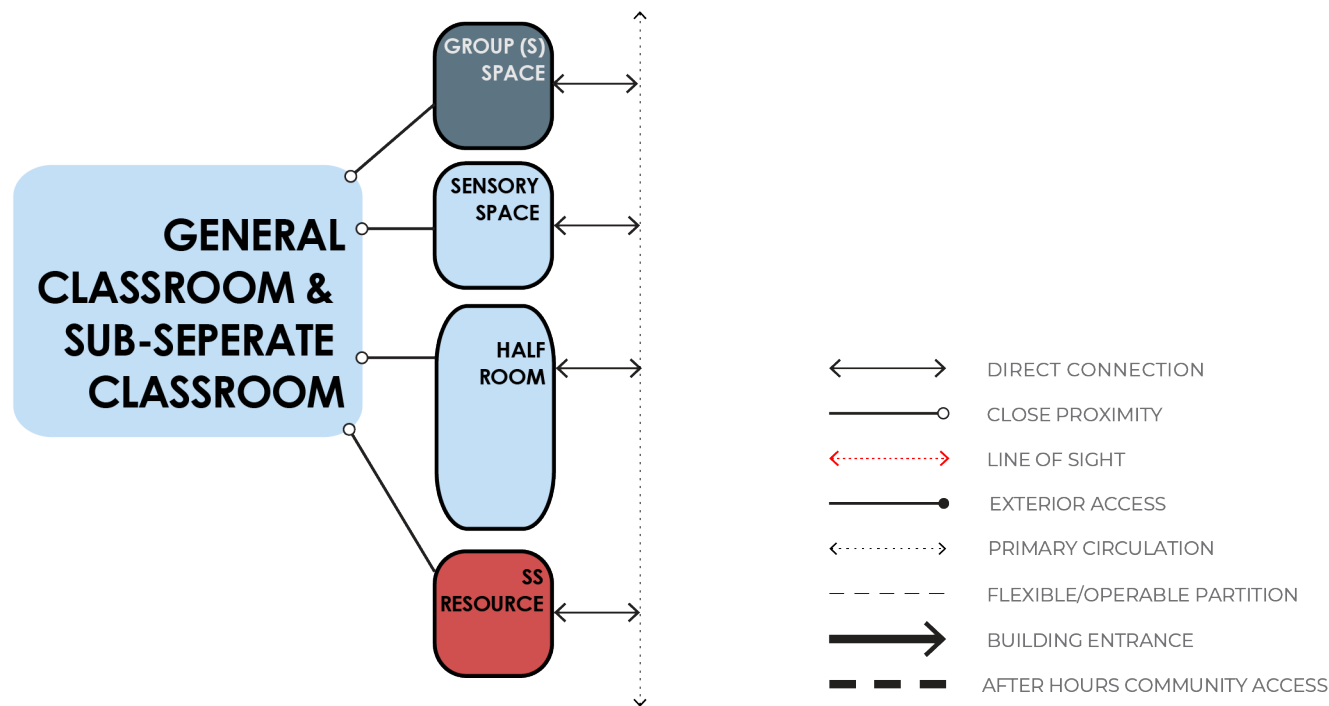 GROUP (S)
SPACE
SENSORY
SPACE
GENERAL
CLASSROOM &
SUB-SEPERATE
CLASSROOM
HALF
ROOM
SS
RESOURCE
DIRECT CONNECTION
CLOSE PROXIMITY
LINE OF SIGHT
EXTERIOR ACCESS
PRIMARY CIRCULATION
FLEXIBLE/OPERABLE PARTITION
BUILDING ENTRANCE
AFTER HOURS COMMUNITY ACCESS